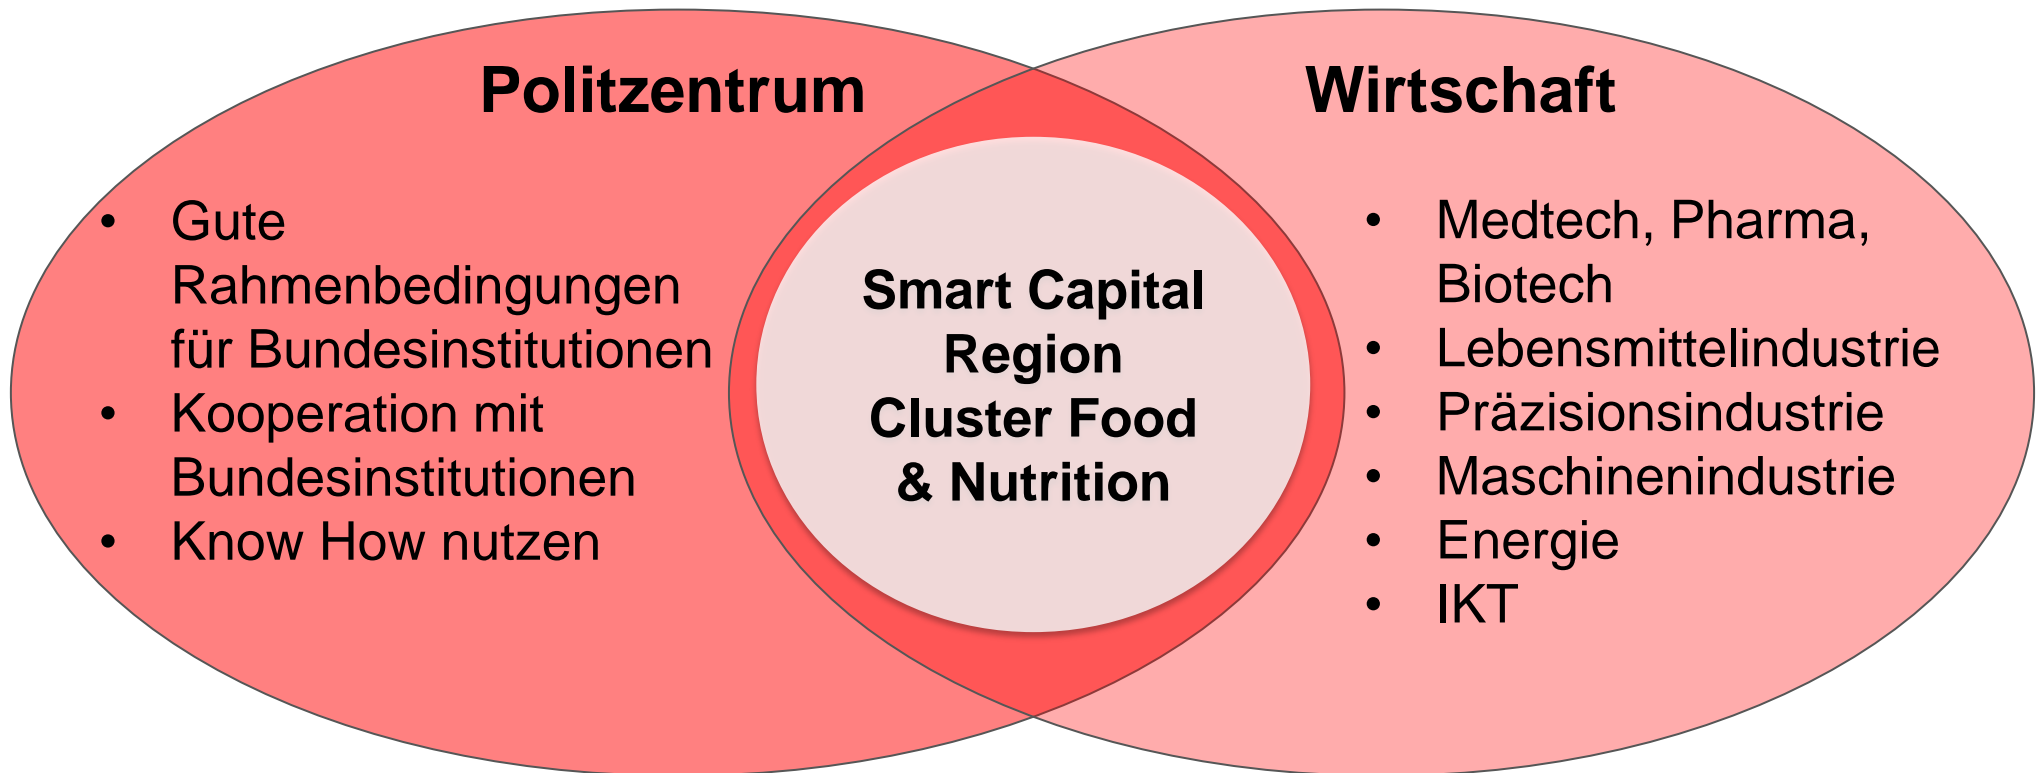 Politzentrum
• Gute
Rahmenbedingungen
für Bundesinstitutionen
• Kooperation mit
Bundesinstitutionen
• Know How nutzen
Smart Capital
Region
Cluster Food
& Nutrition
Wirtschaft
• Medtech, Pharma,
Biotech
• Lebensmittelindustrie
• Präzisionsindustrie
• Maschinenindustrie
• Energie
• IKT